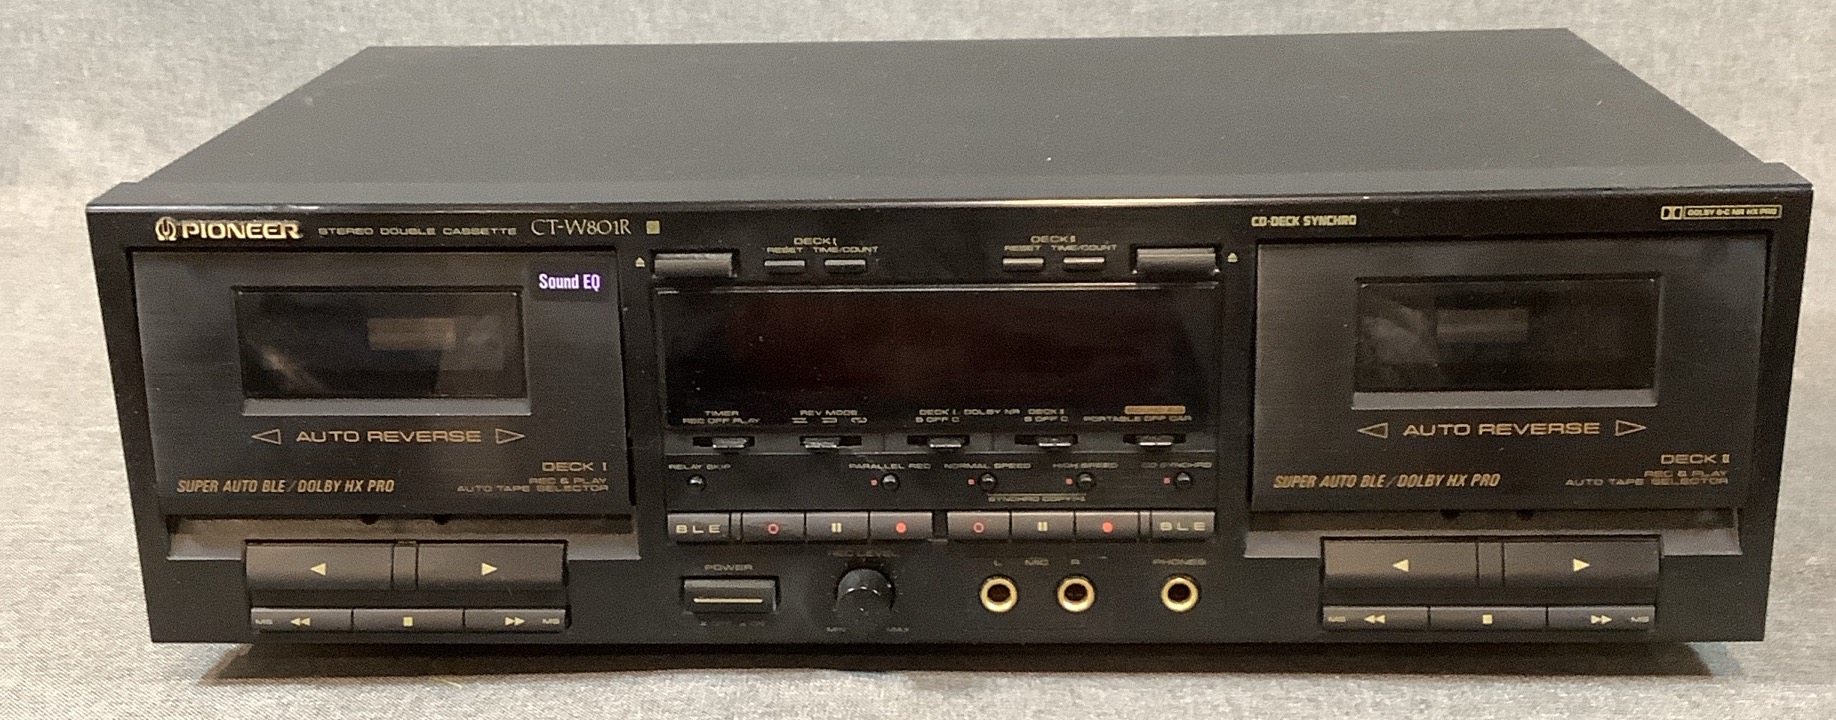 PIONEER STEREO DOUBLE CASSETTE CT-W801R
CD-DECK SYNCHRO
DOLBY B-C NR HX PRO
Sound EQ
DECK I
RESET TIME/COUNT
DECK II
RESET TIME/COUNT
AUTO REVERSE
DECK I
SUPER AUTO BLE/DOLBY HX PRO
REC & PLAY
AUTO TAPE SELECTOR
TIMER
REC OFF PLAY
REV MODE
DECK I DOLBY NR DECK II
B OFF C
B OFF C
PORTABLE OFF CAR
RELAY SKIP
PARALLEL REC
NORMAL SPEED
HIGH SPEED
CD SYNCHRO
SYNCHRO COPY
BLE
BLE
POWER
REC LEVEL
MIN
MAX
L MIC R
PHONES
MS
MS
AUTO REVERSE
DECK II
SUPER AUTO BLE/DOLBY HX PRO
REC & PLAY
AUTO TAPE SELECTOR
MS
MS